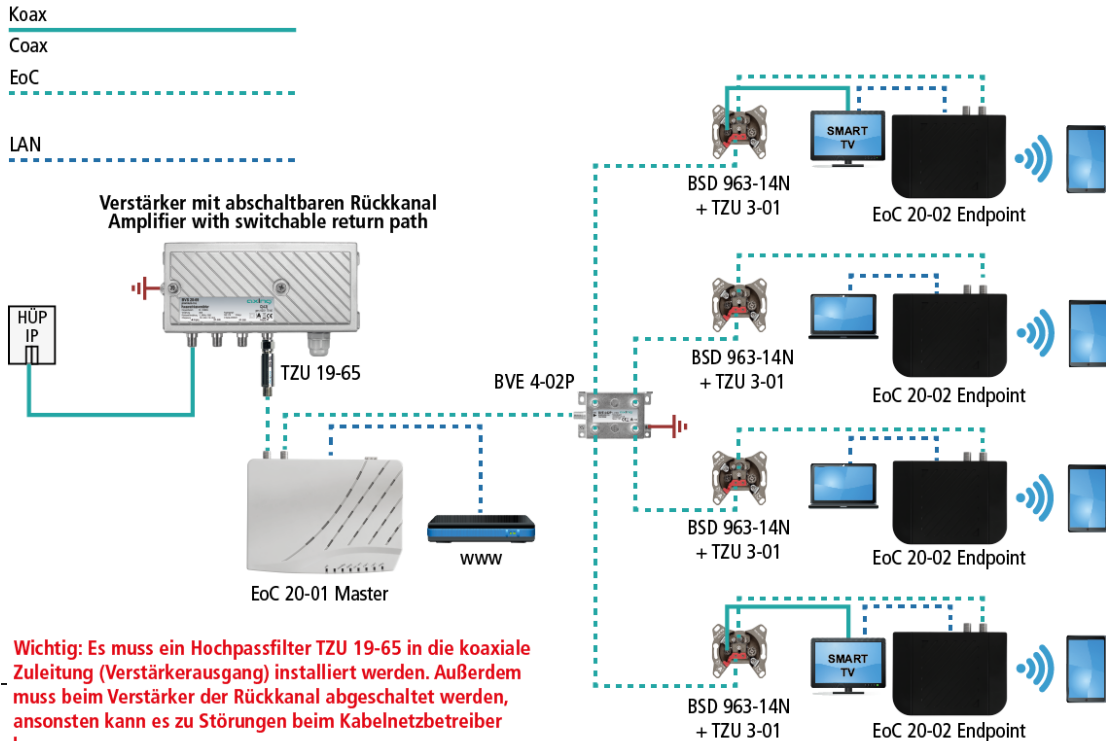 Koax
Coax
EoC
LAN
Verstärker mit abschaltbaren Rückkanal
Amplifier with switchable return path
HÜP
IP
TZU 19-65
BVE 4-02P
EoC 20-01 Master
www
SMART
TV
BSD 963-14N
+ TZU 3-01
EoC 20-02 Endpoint
BSD 963-14N
+ TZU 3-01
EoC 20-02 Endpoint
BSD 963-14N
+ TZU 3-01
EoC 20-02 Endpoint
SMART
TV
BSD 963-14N
+ TZU 3-01
EoC 20-02 Endpoint
Wichtig: Es muss ein Hochpassfilter TZU 19-65 in die koaxiale
Zuleitung (Verstärkerausgang) installiert werden. Außerdem
muss beim Verstärker der Rückkanal abgeschaltet werden,
ansonsten kann es zu Störungen beim Kabelnetzbetreiber